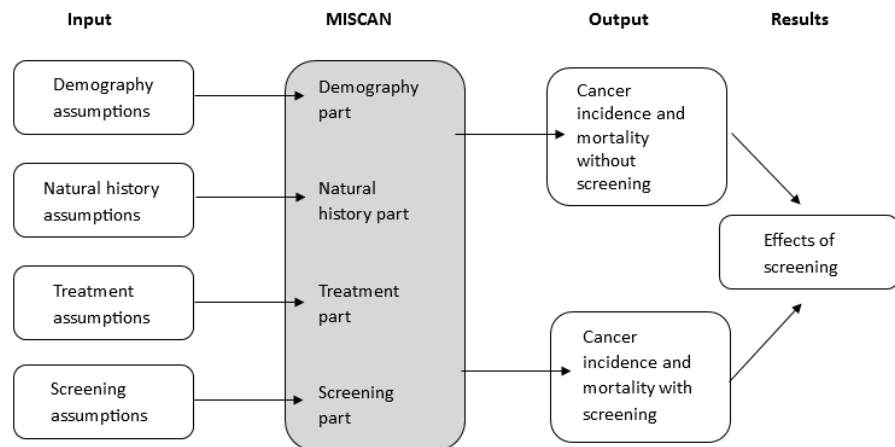 Input
MISCAN
Output
Results
Demography
assumptions
Natural history
assumptions
Treatment
assumptions
Screening
assumptions
Demography
part
Natural
history part
Treatment
part
Screening
part
Cancer
incidence and
mortality
without
screening
Cancer
incidence and
mortality with
screening
Effects of
screening